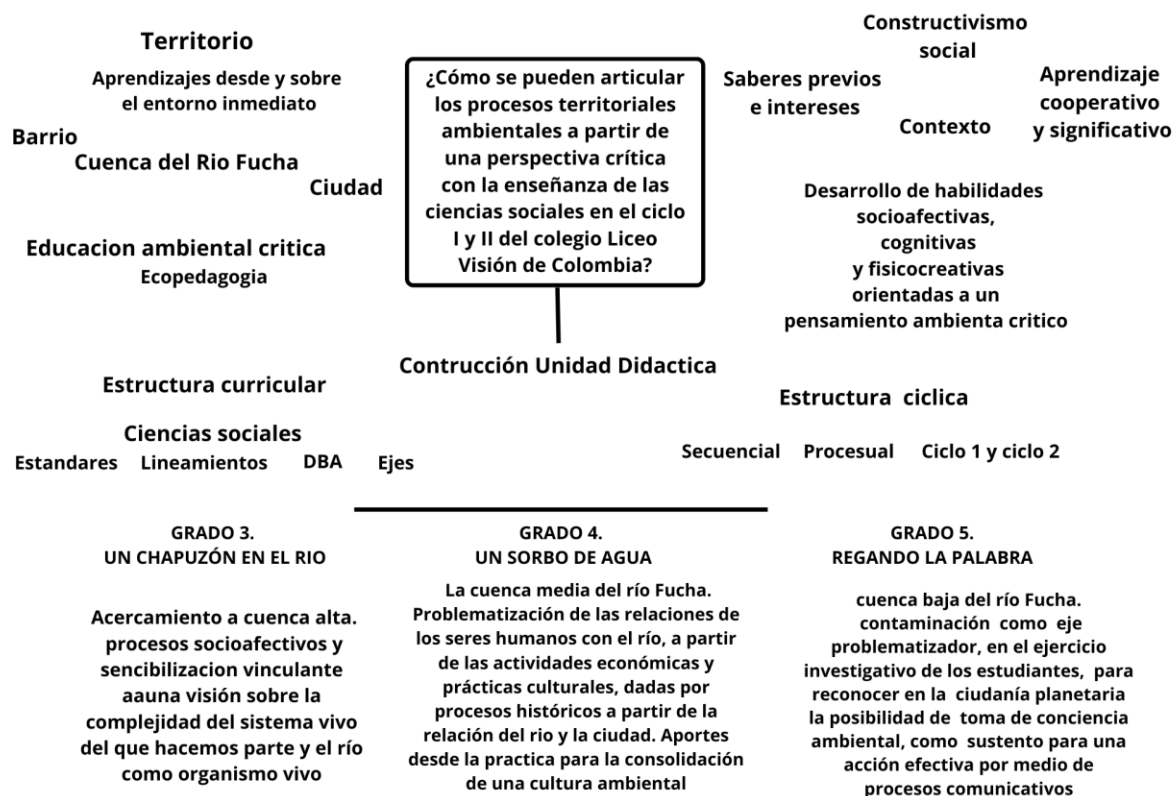 Territorio
Aprendizajes desde y sobre
el entorno inmediato
Barrio
Cuenca del Rio Fucha
Ciudad
Educacion ambiental critica
Ecopedagogia
¿Cómo se pueden articular
los procesos territoriales
ambientales a partir de
una perspectiva crítica
con la enseñanza de las
ciencias sociales en el ciclo
I y II del colegio Liceo
Visión de Colombia?
Constructivismo
social
Saberes previos
e intereses
Contexto
Aprendizaje
cooperativo
y significativo
Desarrollo de habilidades
socioafectivas,
cognitivas
y fisicocreativas
orientadas a un
pensamiento ambienta critico
Contrucción Unidad Didactica
Estructura curricular
Ciencias sociales
Estandares Lineamientos DBA Ejes
Estructura ciclica
Secuencial Procesual Ciclo 1 y ciclo 2
GRADO 3.
UN CHAPUZÓN EN EL RIO
Acercamiento a cuenca alta.
procesos socioafectivos y
sencibilizacion vinculante
aauna visión sobre la
complejidad del sistema vivo
del que hacemos parte y el río
como organismo vivo
GRADO 4.
UN SORBO DE AGUA
La cuenca media del río Fucha.
Problematización de las relaciones de
los seres humanos con el río, a partir
de las actividades económicas y
prácticas culturales, dadas por
procesos históricos a partir de la
relación del rio y la ciudad. Aportes
desde la practica para la consolidación
de una cultura ambiental
GRADO 5.
REGANDO LA PALABRA
cuenca baja del río Fucha.
contaminación como eje
problematizador, en el ejercicio
investigativo de los estudiantes, para
reconocer en la ciudanía planetaria
la posibilidad de toma de conciencia
ambiental, como sustento para una
acción efectiva por medio de
procesos comunicativos